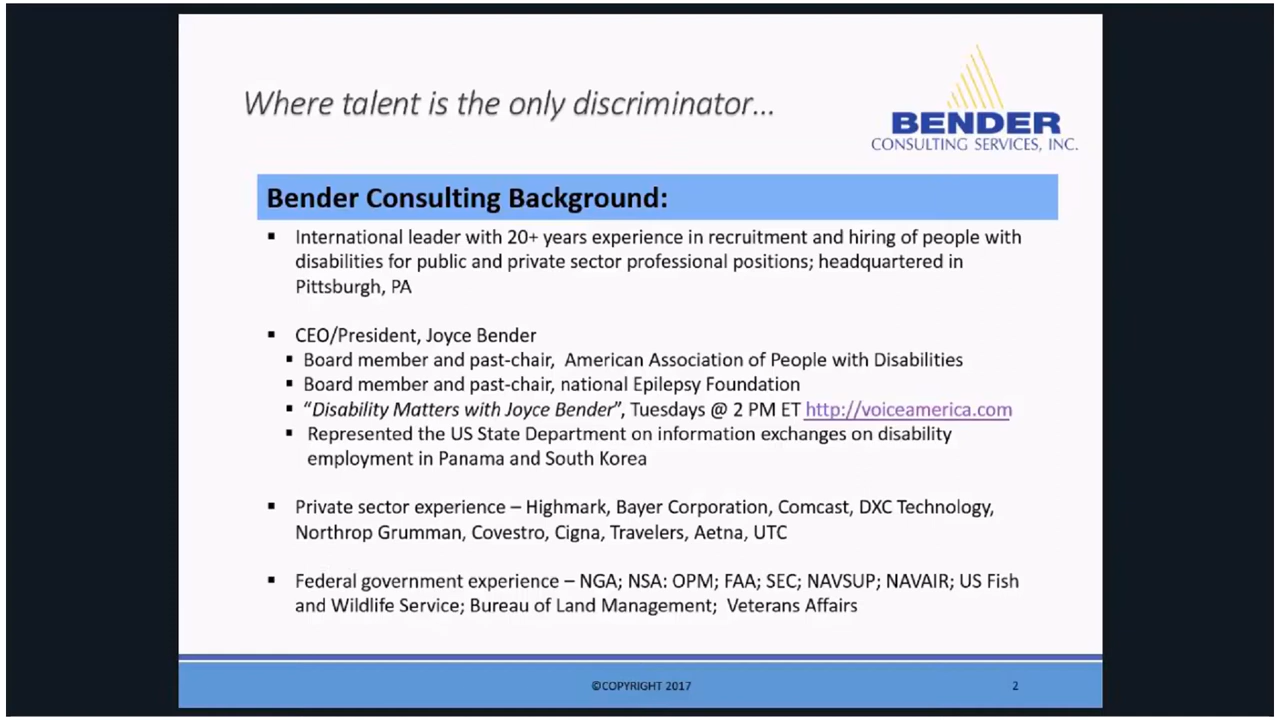 Where talent is the only discriminator...
BENDER
CONSULTING SERVICES, INC.
Bender Consulting Background:
▪ International leader with 20+ years experience in recruitment and hiring of people with
disabilities for public and private sector professional positions; headquartered in
Pittsburgh, PA
▪ CEO/President, Joyce Bender
▪ Board member and past-chair, American Association of People with Disabilities
▪ Board member and past-chair, national Epilepsy Foundation
▪ “Disability Matters with Joyce Bender”, Tuesdays @ 2 PM ET http://voiceamerica.com
▪ Represented the US State Department on information exchanges on disability
employment in Panama and South Korea
▪ Private sector experience – Highmark, Bayer Corporation, Comcast, DXC Technology,
Northrop Grumman, Covestro, Cigna, Travelers, Aetna, UTC
▪ Federal government experience – NGA; NSA: OPM; FAA; SEC; NAVSUP; NAVAIR; US Fish
and Wildlife Service; Bureau of Land Management; Veterans Affairs
©COPYRIGHT 2017
2